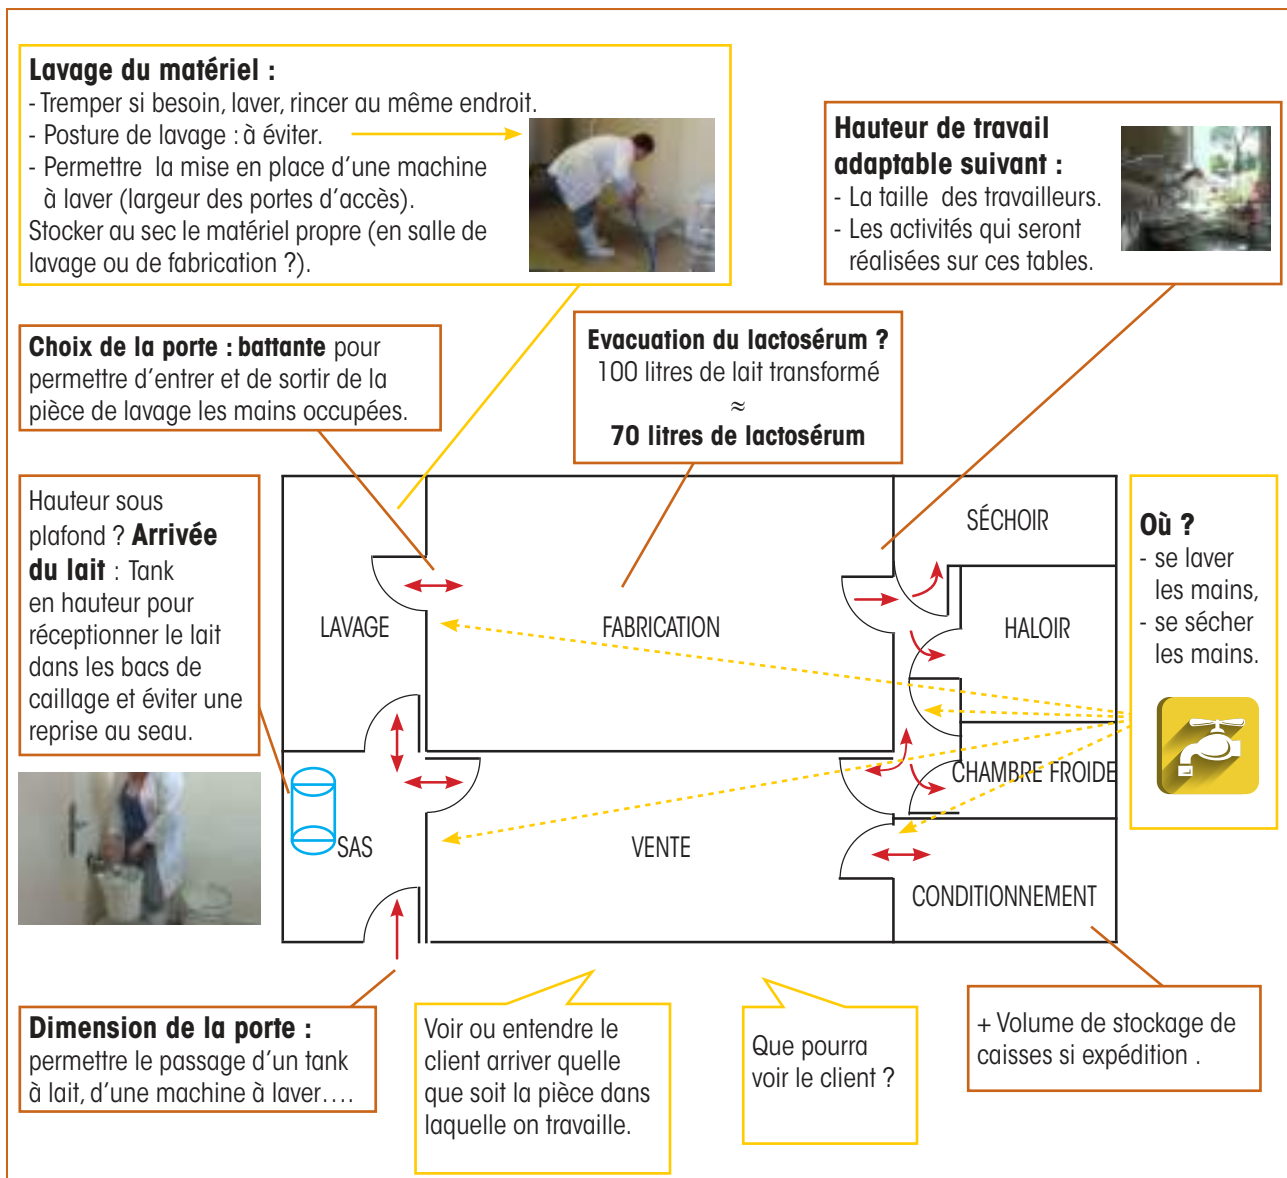 Lavage du matériel :
- Tremper si besoin, laver, rincer au même endroit.
- Posture de lavage : à éviter.
- Permettre la mise en place d'une machine
à laver (largeur des portes d'accès).
Stocker au sec le matériel propre (en salle de
lavage ou de fabrication ?).
Hauteur de travail
adaptable suivant :
- La taille des travailleurs.
- Les activités qui seront
réalisées sur ces tables.
Choix de la porte : battante pour
permettre d'entrer et de sortir de la
pièce de lavage les mains occupées.
Evacuation du lactosérum ?
100 litres de lait transformé
≈
70 litres de lactosérum
Hauteur sous
plafond ? Arrivée
du lait : Tank
en hauteur pour
réceptionner le lait
dans les bacs de
caillage et éviter une
reprise au seau.
Où ?
- se laver
les mains,
- se sécher
les mains.
SÉCHOIR
LAVAGE
FABRICATION
HALOIR
CHAMBRE FROIDE
SAS
VENTE
CONDITIONNEMENT
Dimension de la porte :
permettre le passage d'un tank
à lait, d'une machine à laver....
Voir ou entendre le
client arriver quelle
que soit la pièce dans
laquelle on travaille.
Que pourra
voir le client ?
+ Volume de stockage de
caisses si expédition .